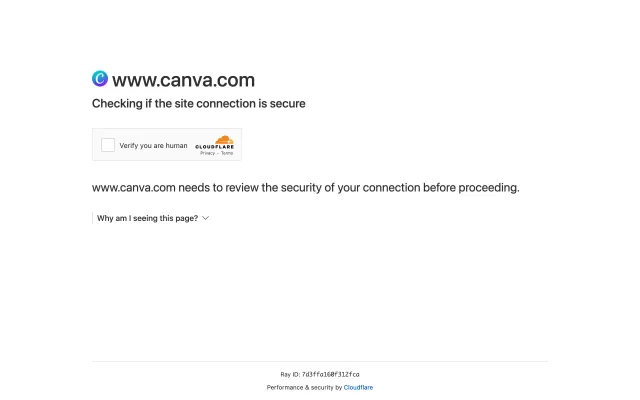 www.canva.com
Checking if the site connection is secure
Verify you are human
CLOUDFLARE
Privacy • Terms
www.canva.com needs to review the security of your connection before proceeding.
Why am I seeing this page?
Ray ID: 7d3ffa160f312fca
Performance & security by Cloudflare